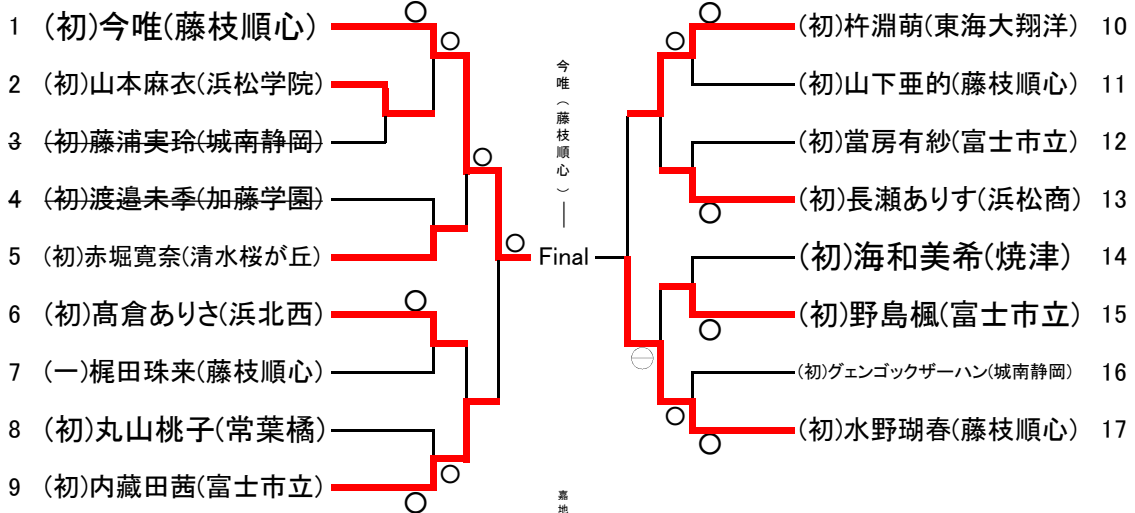 1 (初)今唯(藤枝順心)
2 (初)山本麻衣(浜松学院)
3 (初)藤浦実玲(城南静岡)
4 (初)渡邉未季(加藤学園)
5 (初)赤堀寛奈(清水桜が丘)
6 (初)髙倉ありさ(浜北西)
7 (一)梶田珠来(藤枝順心)
8 (初)丸山桃子(常葉橘)
9 (初)内藏田茜(富士市立)
今唯(藤枝順心)
Final
嘉地
(初)杵淵萌(東海大翔洋) 10
(初)山下亜的(藤枝順心) 11
(初)當房有紗(富士市立) 12
(初)長瀬ありす(浜松商) 13
(初)海和美希(焼津) 14
(初)野島楓(富士市立) 15
(初)グェンゴックザーハン(城南静岡) 16
(初)水野瑚春(藤枝順心) 17